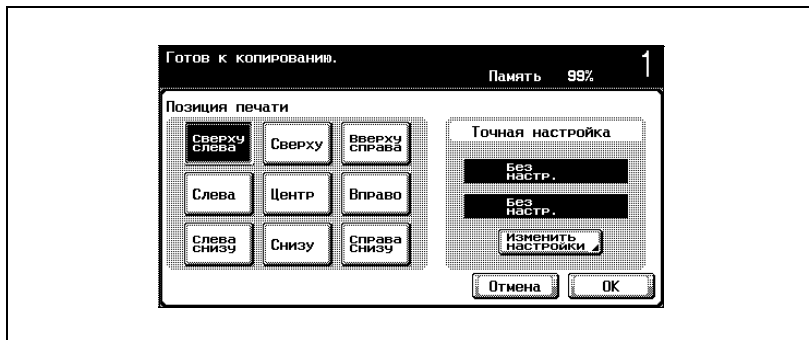 Готов к копированию.
1
Память 99%
Позиция печати
Сверху
слева
Сверху
Вверху
справа
Слева
Центр
Вправо
Слева
снизу
Снизу
Справа
снизу
Точная настройка
Без
настр.
Без
настр.
Изменить
настройки
Отмена
OK